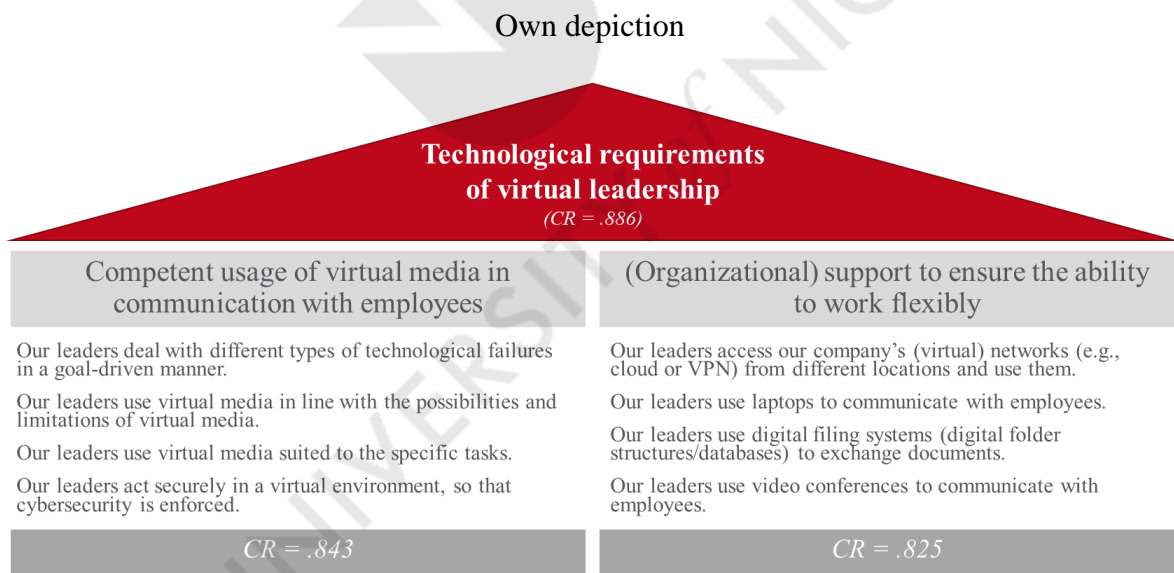 Own depiction
Technological requirements
of virtual leadership
(CR = .886)
Competent usage of virtual media in
communication with employees
Our leaders deal with different types of technological failures
in a goal-driven manner.
Our leaders use virtual media in line with the possibilities and
limitations of virtual media.
Our leaders use virtual media suited to the specific tasks.
Our leaders act securely in a virtual environment, so that
cybersecurity is enforced.
CR = .843
(Organizational) support to ensure the ability
to work flexibly
Our leaders access our company’s (virtual) networks (e.g.,
cloud or VPN) from different locations and use them.
Our leaders use laptops to communicate with employees.
Our leaders use digital filing systems (digital folder
structures/databases) to exchange documents.
Our leaders use video conferences to communicate with
employees.
CR = .825
UNIVERSITY of NIC